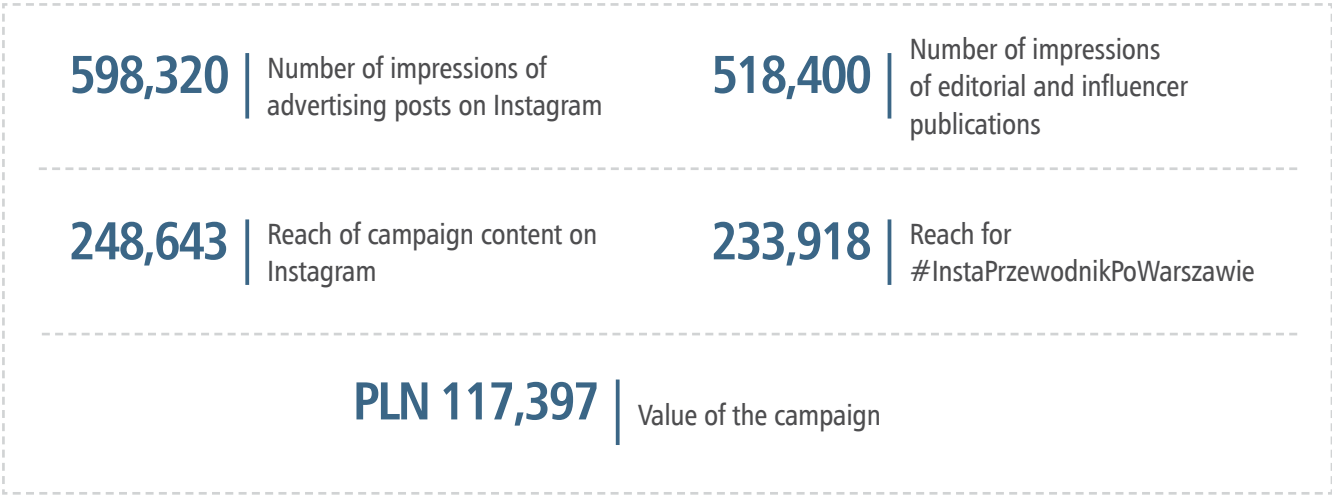 598,320
Number of impressions of
advertising posts on Instagram
518,400
Number of impressions
of editorial and influencer
publications
248,643
Reach of campaign content on
Instagram
233,918
Reach for
#InstaPrzewodnikPoWarszawie
PLN 117,397
Value of the campaign